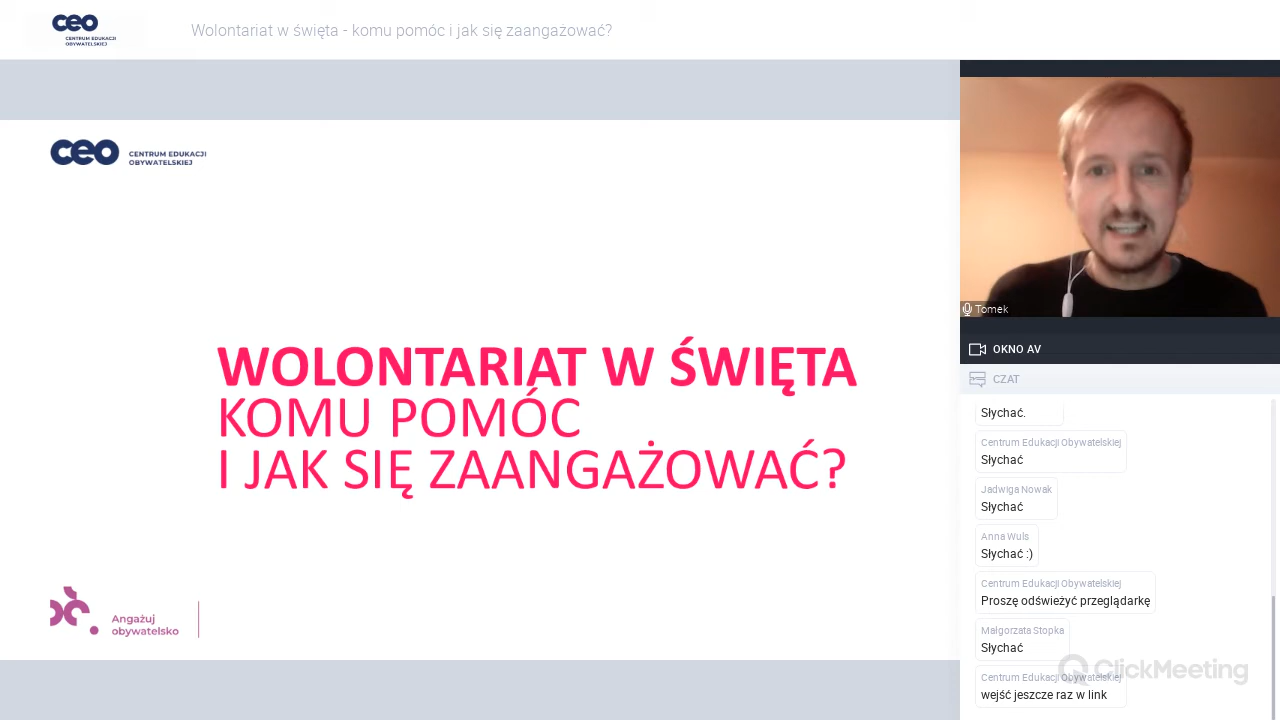 ceo
CENTRUM EDUKACJI
OBYWATELSKIEJ
Wolontariat w święta - komu pomóc i jak się zaangażować?
ceo
CENTRUM EDUKACJI
OBYWATELSKIEJ
WOLONTARIAT W ŚWIĘTA
KOMU POMÓC
I JAK SIĘ ZAANGAŻOWAĆ?
Angażuj
obywatelsko
Tomek
OKNO AV
CZAT
Słychać.
Centrum Edukacji Obywatelskiej
Słychać
Jadwiga Nowak
Słychać
Anna Wuls
Słychać :)
Centrum Edukacji Obywatelskiej
Proszę odświeżyć przeglądarkę
Małgorzata Stopka
Słychać
Centrum Edukacji Obywatelskiej
wejść jeszcze raz w link
ClickMeeting